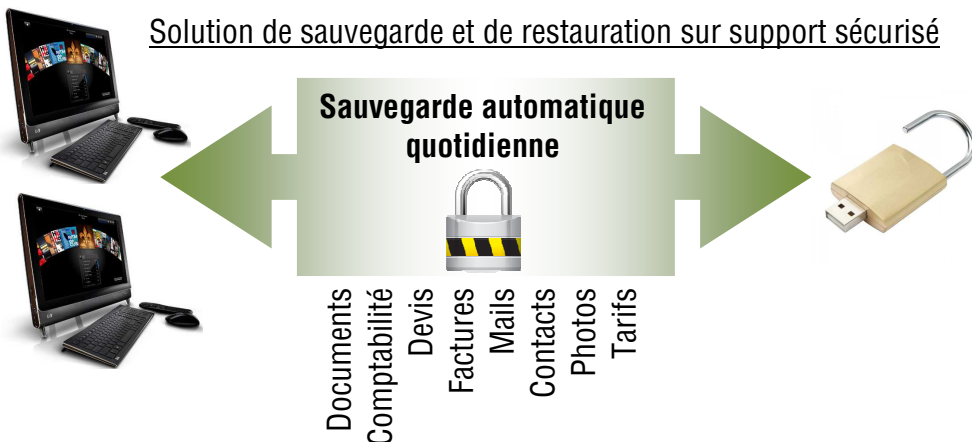 Solution de sauvegarde et de restauration sur support sécurisé
Sauvegarde automatique
quotidienne
Documents
Comptabilité
Devis
Factures
Mails
Contacts
Photos
Tarifs